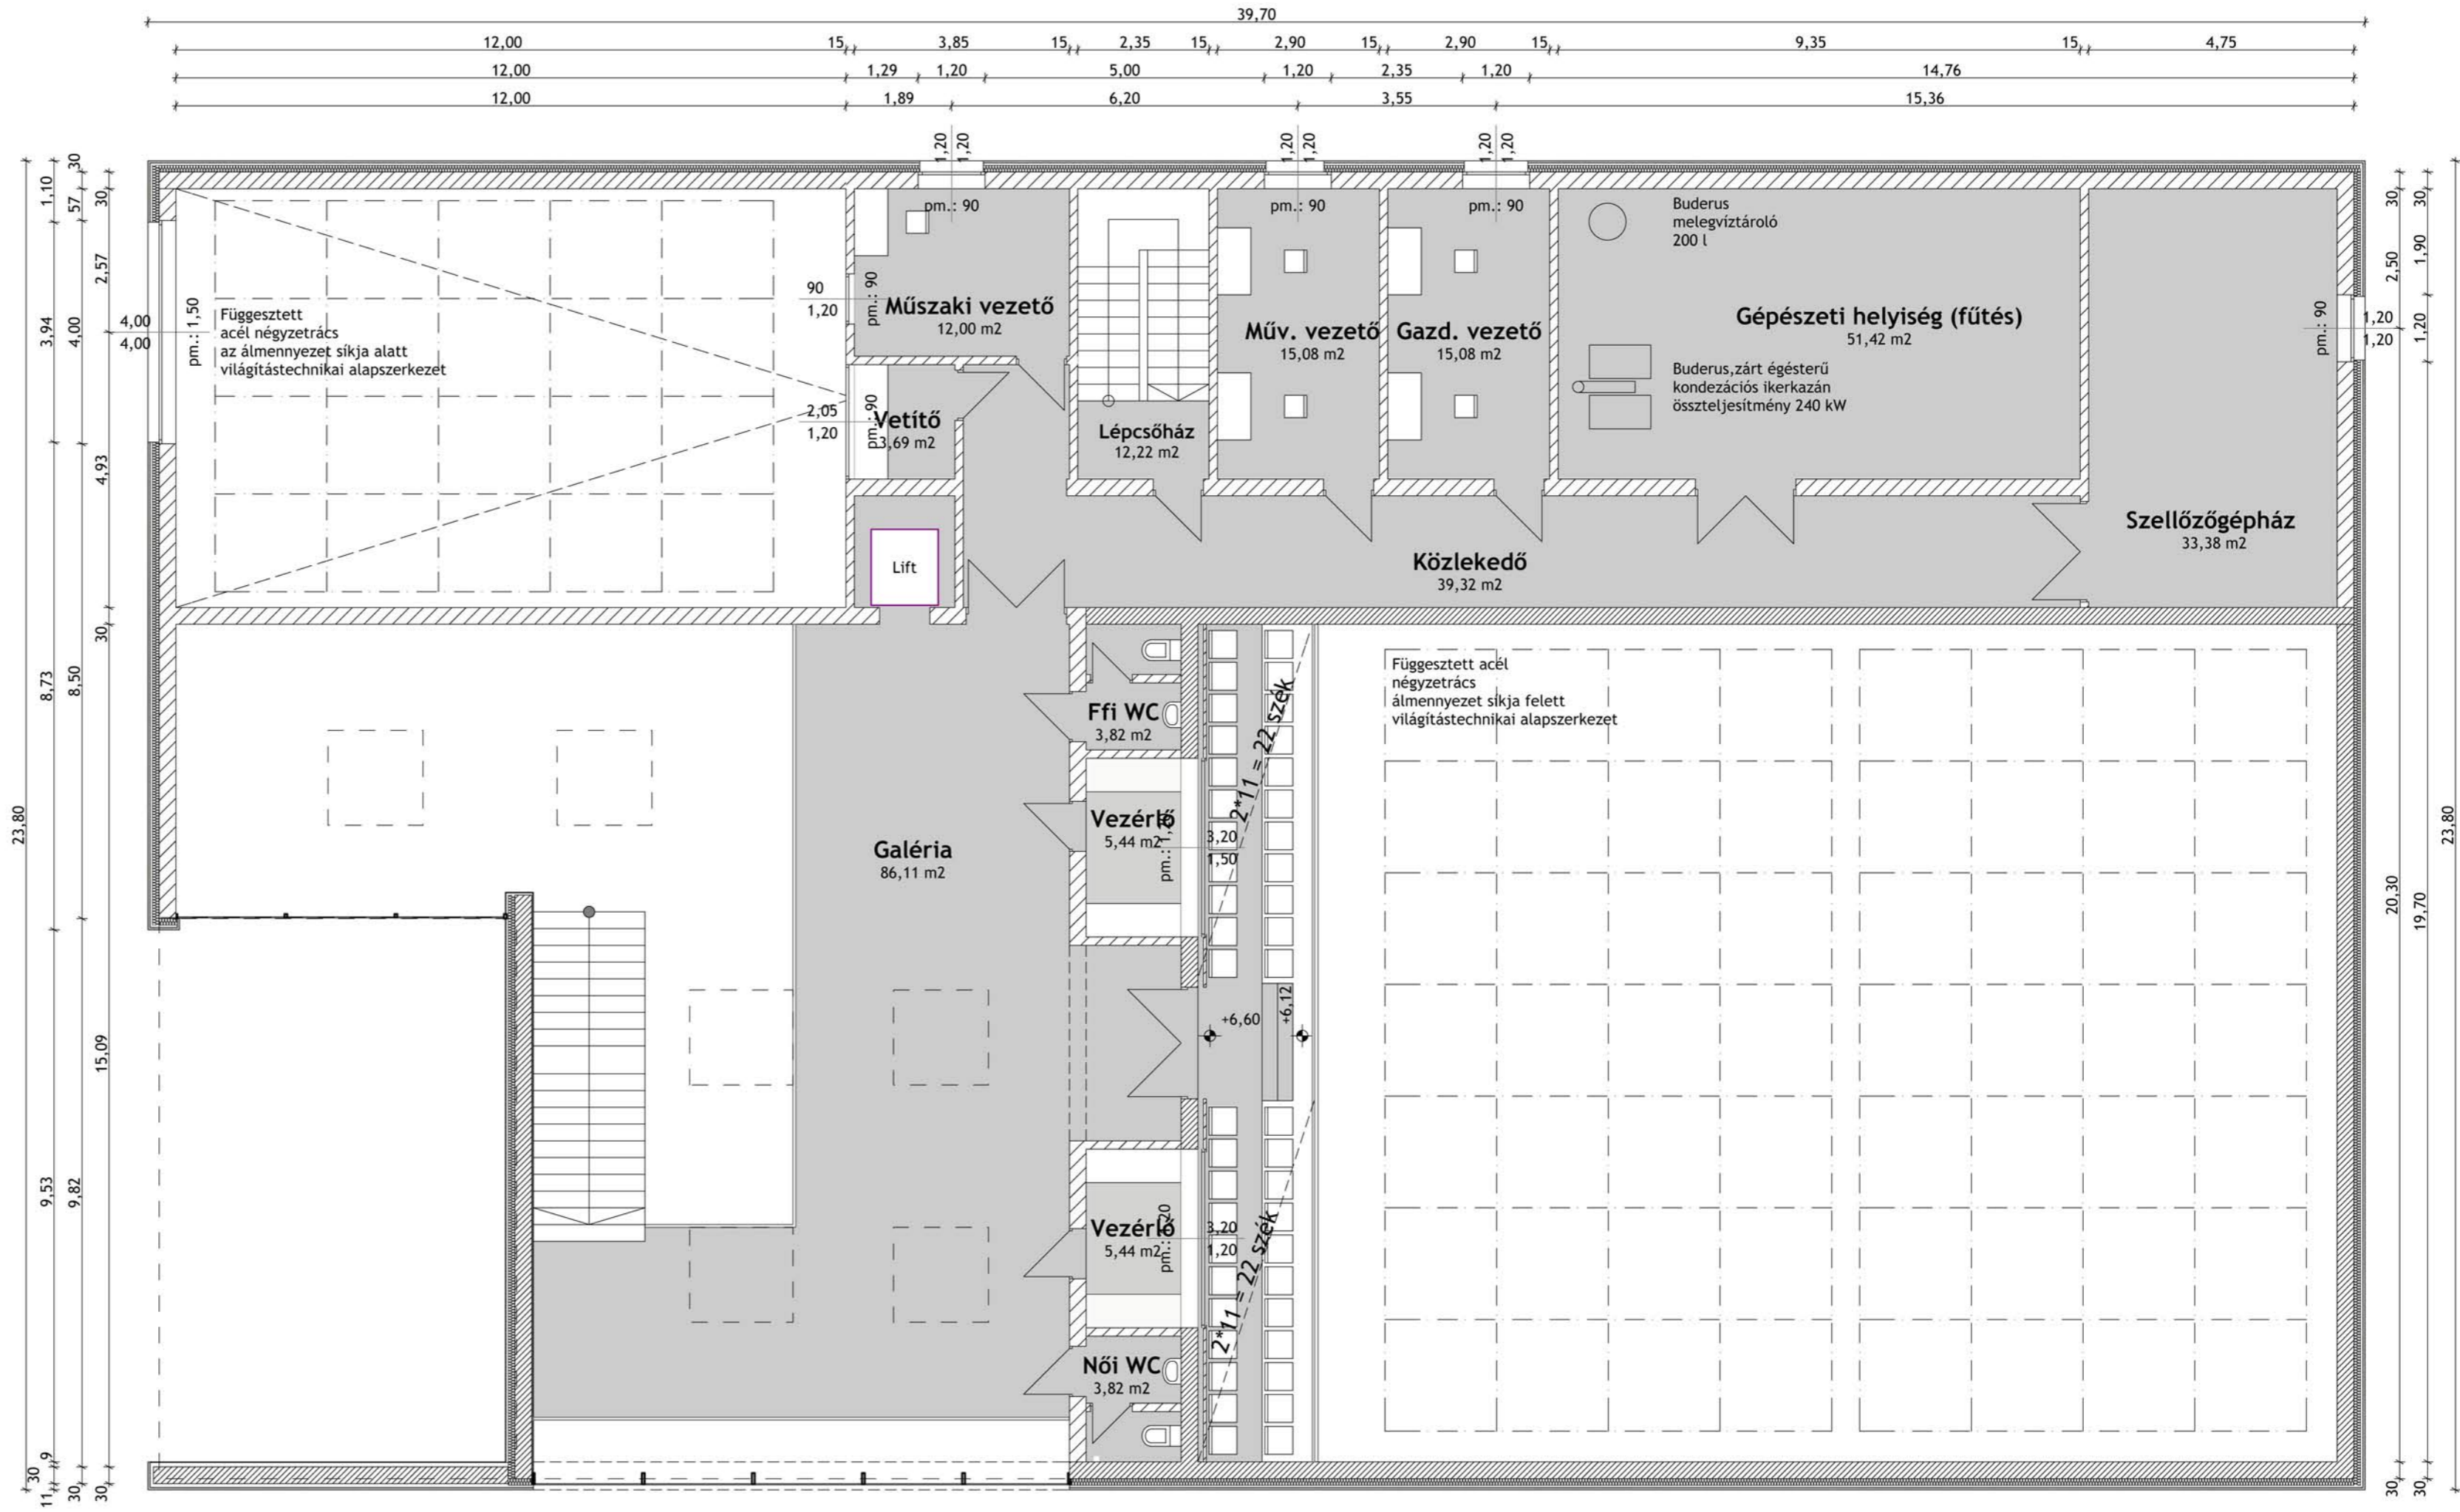 39,70
12,00 15 3,85 15 2,35 15 2,90 15 2,90 15 9,35 15 4,75
12,00 1,29 1,20 5,00 1,20 2,35 1,20 14,76
12,00 1,89 6,20 3,55 15,36
1,20 1,20
1,20 1,20
1,20 1,20
23,80
1,10
3,94
8,73
9,53
9
30
11
30
57
4,00
8,50
9,82
30
30
2,57
4,93
30
15,09
30
4,00
4,00
pm.: 1,50
Függesztett
acél négyzetrács
az álmennyezet síkja alatt
világítástechnikai alapszerkezet
90
1,20
pm.: 90
pm.: 90
Műszaki vezető
12,00 m2
2,05
1,20
pm.: 90
Vetítő
3,69 m2
Lift
Lépcsőház
12,22 m2
pm.: 90
Műv. vezető
15,08 m2
pm.: 90
Gazd. vezető
15,08 m2
Buderus
melegvíztároló
200 l
Gépészeti helyiség (fűtés)
51,42 m2
Buderus,zárt égésterű
kondezációs ikerkazán
összteljesítmény 240 kW
pm.: 90
1,20
1,20
Szellőzőgépház
33,38 m2
Közlekedő
39,32 m2
Ffi WC
3,82 m2
Vezérlő
5,44 m2
3,20
1,50
2*11 = 22 szék
Függesztett acél
négyzetrács
álmennyezet síkja felett
világítástechnikai alapszerkezet
Galéria
86,11 m2
+6,60
+6,12
Vezérlő
5,44 m2
3,20
1,20
2*11 = 22 szék
Női WC
3,82 m2
30
2,50
20,30
30
30
1,90
1,20
19,70
30
23,80